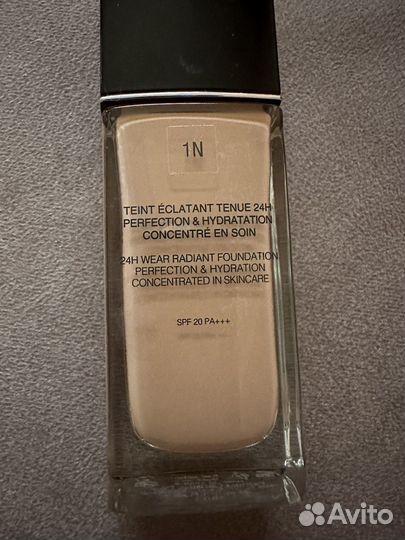 1N
TEINT ÉCLATANT TENUE 24H
PERFECTION & HYDRATATION
CONCENTRÉ EN SOIN
24H WEAR RADIANT FOUNDATION
PERFECTION & HYDRATION
CONCENTRATED IN SKINCARE
SPF 20 PA+++
Avito